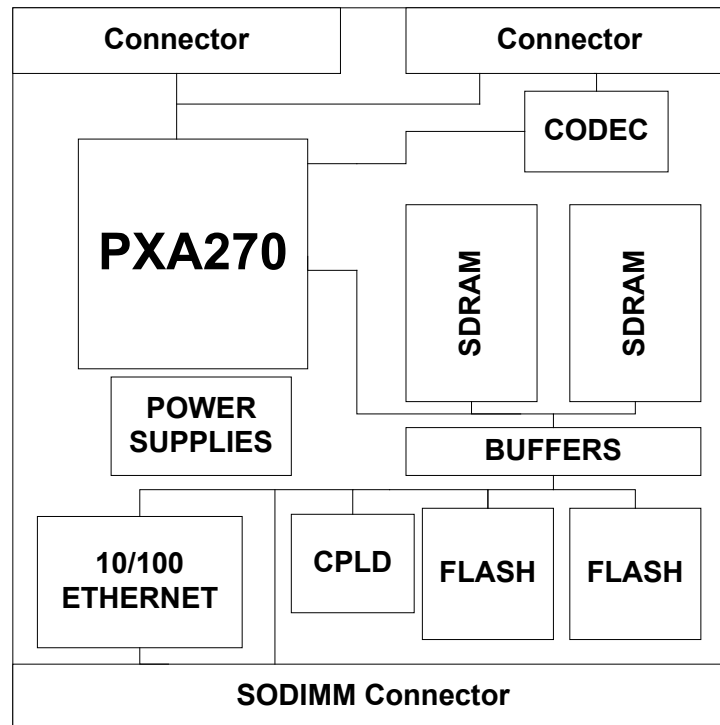 Connector
Connector
CODEC
PXA270
SDRAM
SDRAM
POWER
SUPPLIES
BUFFERS
10/100
ETHERNET
CPLD
FLASH
FLASH
SODIMM Connector